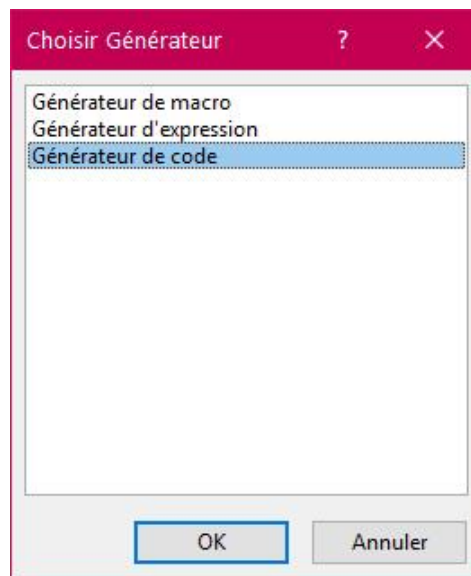 Choisir Générateur ? ×
Générateur de macro
Générateur d'expression
Générateur de code
OK Annuler